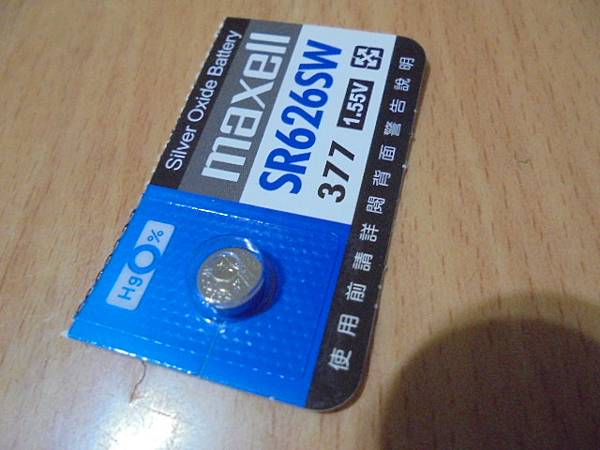 Silver Oxide Battery
maxell
SR626SW
377 1.55V
使用前請詳閱背面警告說明
Hg 0%